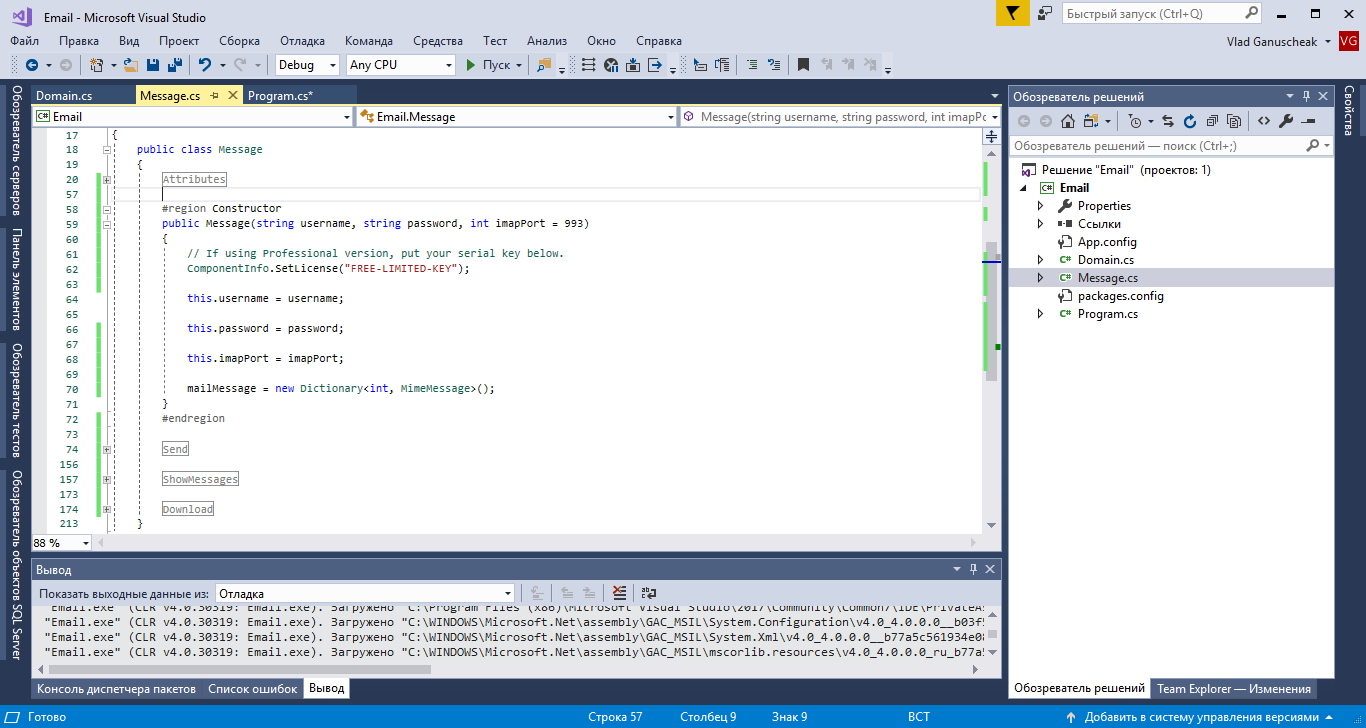 Email - Microsoft Visual Studio
Быстрый запуск (Ctrl+Q)
Файл Правка Вид Проект Сборка Отладка Команда Средства Тест Анализ Окно Справка
Vlad Ganuscheak VG
Debug Any CPU Пуск
Обозреватель серверов
Панель элементов
Обозреватель тестов
Обозреватель объектов SQL Server
Domain.cs Message.cs Program.cs*
C# Email Email.Message Message(string username, string password, int imapPc
17 {
18 public class Message
19 {
20 Attributes
57
58 #region Constructor
59 public Message(string username, string password, int imapPort = 993)
60 {
61 // If using Professional version, put your serial key below.
62 ComponentInfo.SetLicense("FREE-LIMITED-KEY");
63
64 this.username = username;
65
66 this.password = password;
67
68 this.imapPort = imapPort;
69
70 mailMessage = new Dictionary<int, MimeMessage>();
71 }
72 #endregion
73
74 Send
156
157 ShowMessages
173
174 Download
213 }
88 %
Вывод
Показать выходные данные из: Отладка
"Email.exe" (CLR v4.0.30319: Email.exe). Загружено "C:\Program Files (x86)\Microsoft Visual Studio\2017\Community\Common7\IDE\PrivateAs
"Email.exe" (CLR v4.0.30319: Email.exe). Загружено "C:\WINDOWS\Microsoft.Net\assembly\GAC_MSIL\System.Configuration\v4.0_4.0.0.0__b03f5
"Email.exe" (CLR v4.0.30319: Email.exe). Загружено "C:\WINDOWS\Microsoft.Net\assembly\GAC_MSIL\System.Xml\v4.0_4.0.0.0__b77a5c561934e08
"Email.exe" (CLR v4.0.30319: Email.exe). Загружено "C:\WINDOWS\Microsoft.Net\assembly\GAC_MSIL\mscorlib.resources\v4.0_4.0.0.0_ru_b77a5
Консоль диспетчера пакетов Список ошибок Вывод
Обозреватель решений
Обозреватель решений — поиск (Ctrl+;)
Решение "Email" (проектов: 1)
C# Email
Properties
Ссылки
App.config
C# Domain.cs
C# Message.cs
packages.config
C# Program.cs
Обозреватель решений Team Explorer — Изменения
Свойства
Готово Строка 57 Столбец 9 Знак 9 ВСТ Добавить в систему управления версиями